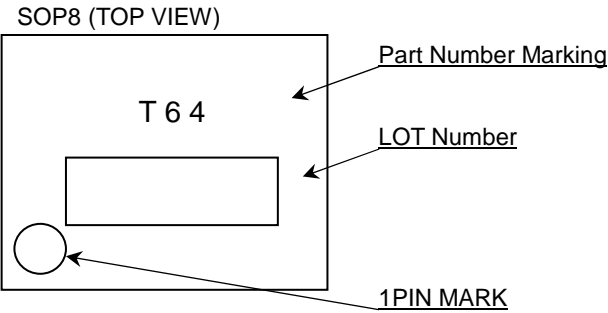 SOP8 (TOP VIEW)
Part Number Marking
T 6 4
LOT Number
1PIN MARK